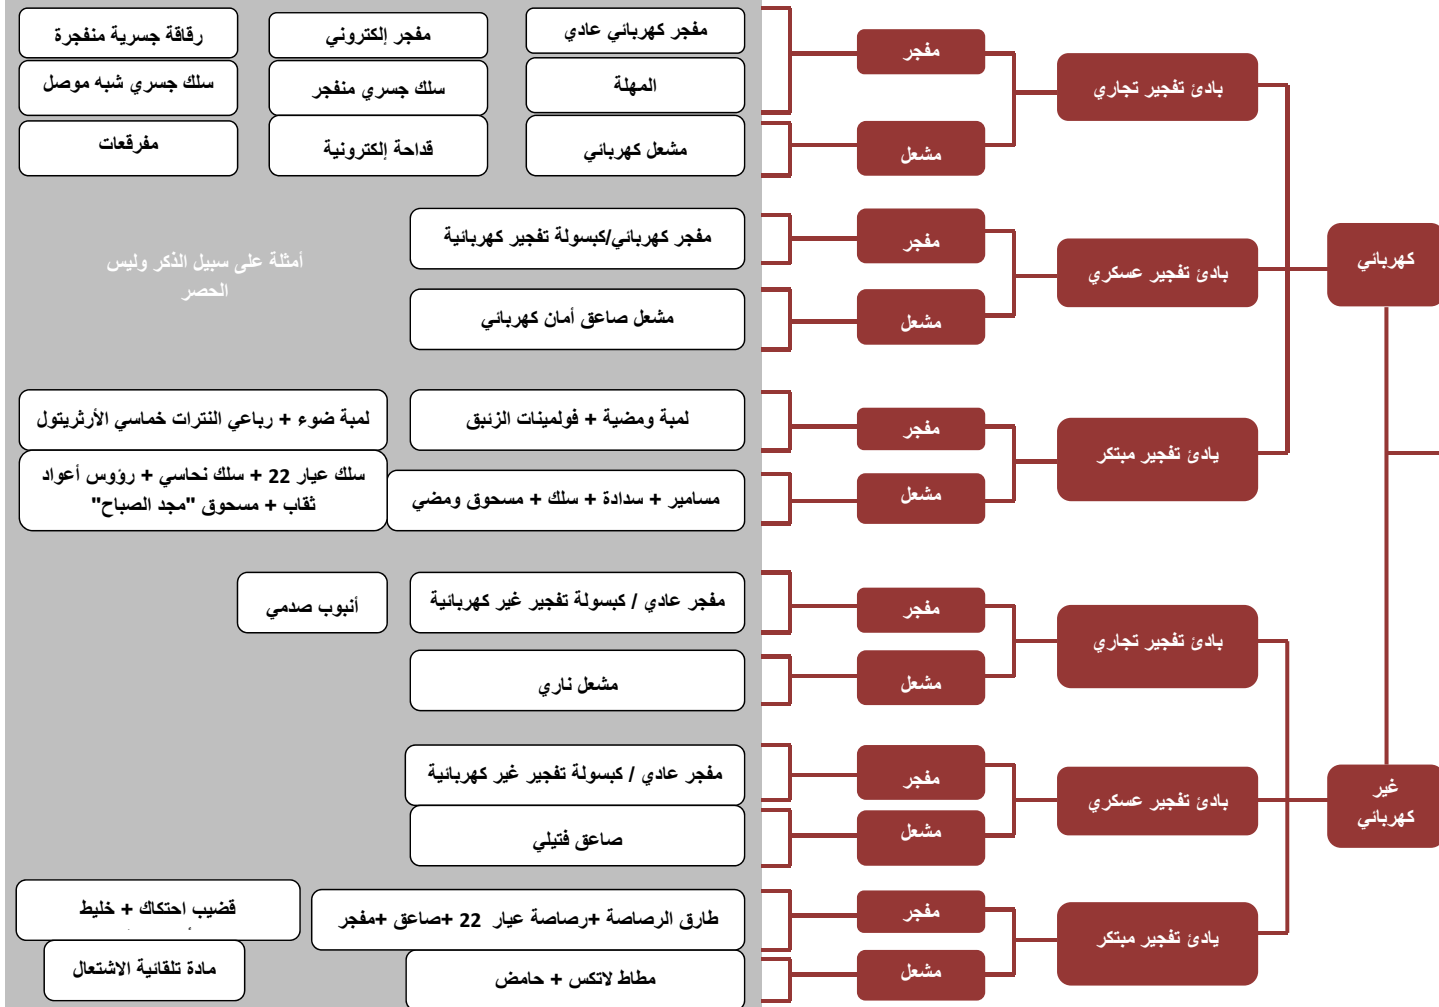 كهربائي
بادئ تفجير تجاري
مفجر
مفجر كهربائي عادي
مفجر إلكتروني
رقاقة جسرية منفجرة
المهلة
سلك جسري منفجر
سلك جسري شبه موصل
مشعل
مشعل كهربائي
قداحة إلكترونية
مفرقعات
بادئ تفجير عسكري
مفجر
مفجر كهربائي/كبسولة تفجير كهربائية
مشعل
مشعل صاعق أمان كهربائي
أمثلة على سبيل الذكر وليس
الحصر
يادئ تفجير مبتكر
مفجر
لمبة ومضية + فولمينات الزئبق
لمبة ضوء + رباعي النترات خماسي الأرثريتول
مشعل
مسامير + سدادة + سلك + مسحوق ومضي
سلك عيار 22 + سلك نحاسي + رؤوس أعواد
ثقاب + مسحوق "مجد الصباح"
غير
كهربائي
بادئ تفجير تجاري
مفجر
مفجر عادي / كبسولة تفجير غير كهربائية
أنبوب صدمي
مشعل
مشعل ناري
بادئ تفجير عسكري
مفجر
مفجر عادي / كبسولة تفجير غير كهربائية
مشعل
صاعق فتيلي
يادئ تفجير مبتكر
مفجر
طارق الرصاصة +رصاصة عيار 22 +صاعق +مفجر
قضيب احتكاك + خليط
مشعل
مطاط لاتكس + حامض
مادة تلقائية الاشتعال